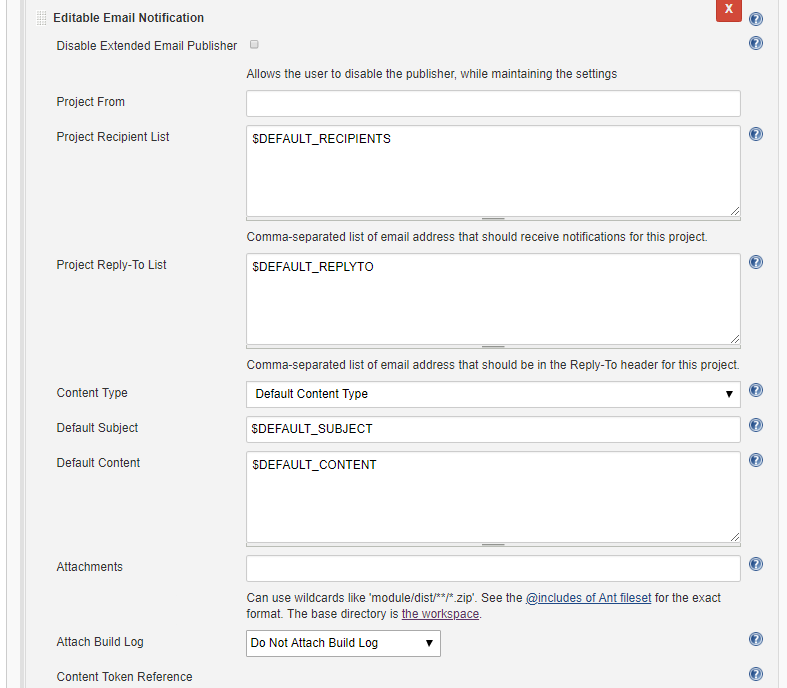 Editable Email Notification
X
Disable Extended Email Publisher
Allows the user to disable the publisher, while maintaining the settings
Project From
Project Recipient List
$DEFAULT_RECIPIENTS
Comma-separated list of email address that should receive notifications for this project.
Project Reply-To List
$DEFAULT_REPLYTO
Comma-separated list of email address that should be in the Reply-To header for this project.
Content Type
Default Content Type
Default Subject
$DEFAULT_SUBJECT
Default Content
$DEFAULT_CONTENT
Attachments
Can use wildcards like 'module/dist/**/*.zip'. See the @includes of Ant fileset for the exact
format. The base directory is the workspace.
Attach Build Log
Do Not Attach Build Log
Content Token Reference